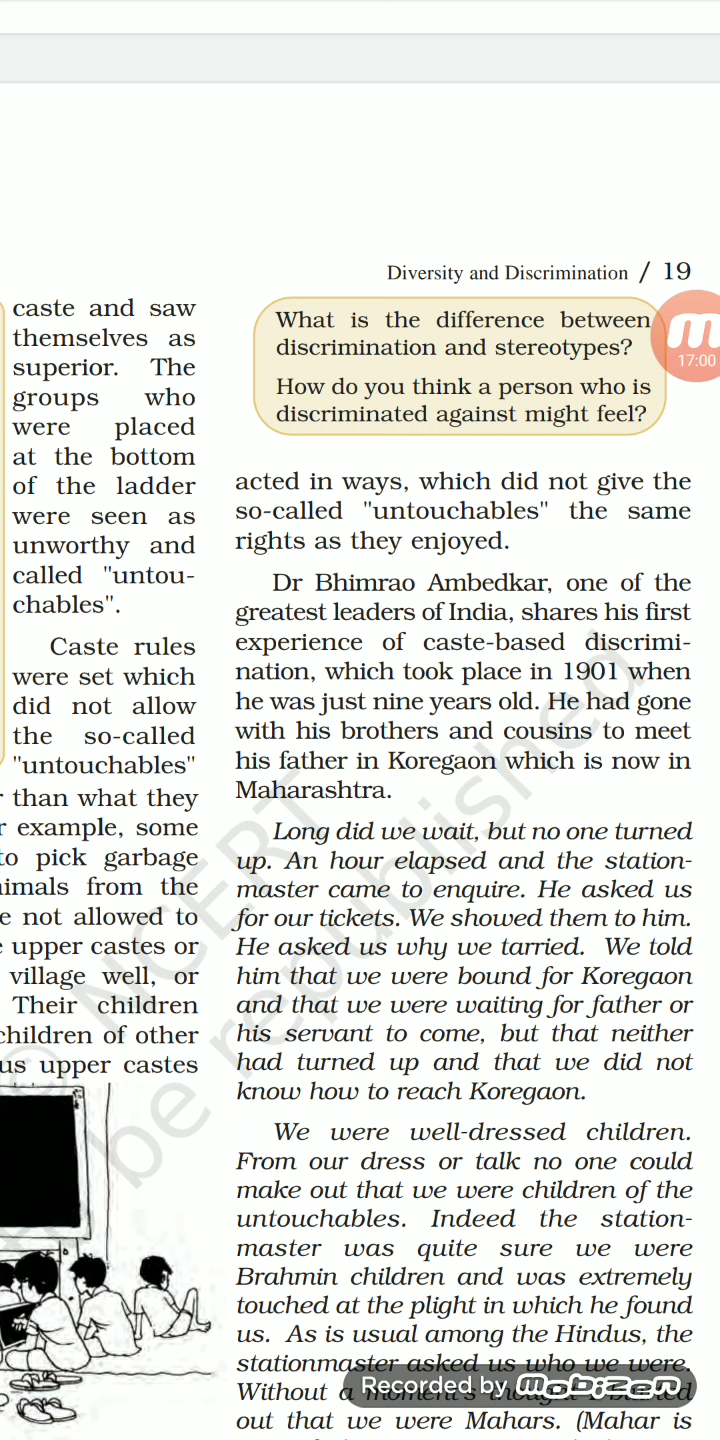 Diversity and Discrimination / 19
caste and saw
themselves as
superior. The
groups who
were placed
at the bottom
of the ladder
were seen as
unworthy and
called "untou-
chables".
Caste rules
were set which
did not allow
the so-called
"untouchables"
than what they
example, some
to pick garbage
from the
not allowed to
upper castes or
village well, or
Their children
children of other
upper castes
What is the difference between
discrimination and stereotypes?
How do you think a person who is
discriminated against might feel?
17:00
acted in ways, which did not give the
so-called "untouchables" the same
rights as they enjoyed.
Dr Bhimrao Ambedkar, one of the
greatest leaders of India, shares his first
experience of caste-based discrimi-
nation, which took place in 1901 when
he was just nine years old. He had gone
with his brothers and cousins to meet
his father in Koregaon which is now in
Maharashtra.
Long did we wait, but no one turned
up. An hour elapsed and the station-
master came to enquire. He asked us
for our tickets. We showed them to him.
He asked us why we tarried. We told
him that we were bound for Koregaon
and that we were waiting for father or
his servant to come, but that neither
had turned up and that we did not
know how to reach Koregaon.
We were well-dressed children.
From our dress or talk no one could
make out that we were children of the
untouchables. Indeed the station-
master was quite sure we were
Brahmin children and was extremely
touched at the plight in which he found
us. As is usual among the Hindus, the
stationmaster asked us who we were.
Without a moment's thought I
out that we were Mahars. (Mahar is
© NCERT
be republished
Recorded by mobizen